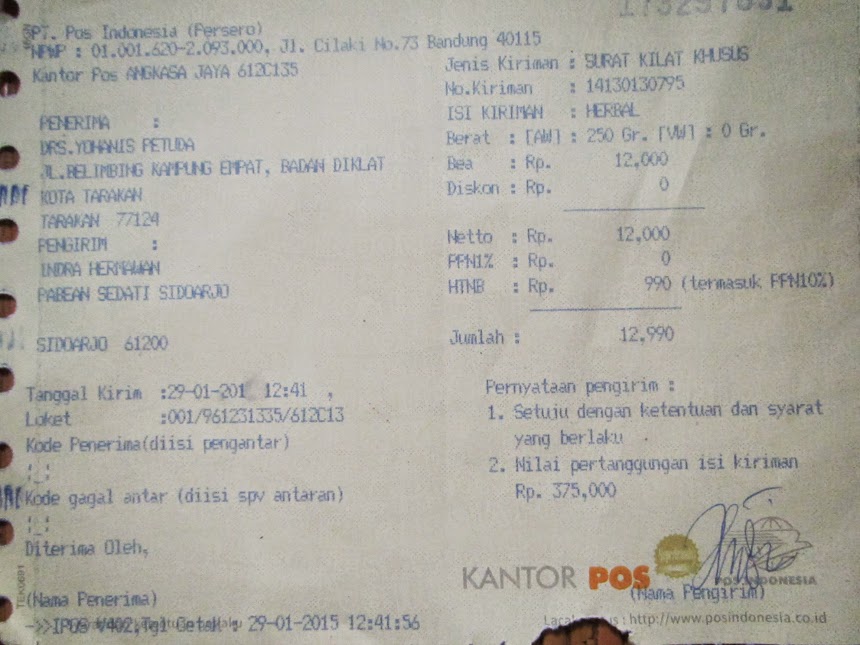 PT. Pos Indonesia (Persero)
NPWP : 01.001.620-2.093.000, Jl. Cilaki No.73 Bandung 40115
Kantor Pos ANGKASA JAYA 612C135
PENERIMA :
DRS.YOHANIS PETUDA
JL.BELIMBING KAMPUNG EMPAT, BADAN DIKLAT
KOTA TARAKAN
TARAKAN 77124
PENGIRIM :
INDRA HERMAWAN
PABEAN SEDATI SIDOARJO
SIDOARJO 61200
Tanggal Kirim :29-01-201 12:41
Loket :001/961231335/612C13
Kode Penerima(diisi pengantar)
Kode gagal antar (diisi spv antaran)
Diterima Oleh,
(Nama Penerima)
->>IPOS V402,Tgl Cetak : 29-01-2015 12:41:56
Jenis Kiriman : SURAT KILAT KHUSUS
No.Kiriman : 14130130795
ISI KIRIMAN : HERBAL
Berat : [AW] : 250 Gr. [VW] : 0 Gr.
Bea : Rp. 12,000
Diskon : Rp. 0
Netto : Rp. 12,000
PPN1% : Rp. 0
HTNB : Rp. 990 (termasuk PPN10%)
Jumlah : 12,990
Pernyataan pengirim :
1. Setuju dengan ketentuan dan syarat
yang berlaku
2. Nilai pertanggungan isi kiriman
Rp. 375,000
KANTOR POS
POS INDONESIA
(Nama Pengirim)
: http://www.posindonesia.co.id